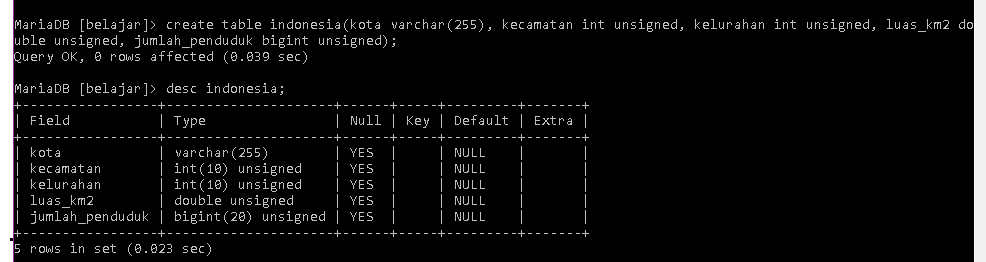 MariaDB [belajar]> create table indonesia(kota varchar(255), kecamatan int unsigned, kelurahan int unsigned, luas_km2 do
uble unsigned, jumlah_penduduk bigint unsigned);
Query OK, 0 rows affected (0.039 sec)
MariaDB [belajar]> desc indonesia;
+-----------------+---------------------+------+-----+---------+-------+
| Field           | Type                | Null | Key | Default | Extra |
+-----------------+---------------------+------+-----+---------+-------+
| kota            | varchar(255)        | YES  |     | NULL    |       |
| kecamatan       | int(10) unsigned    | YES  |     | NULL    |       |
| kelurahan       | int(10) unsigned    | YES  |     | NULL    |       |
| luas_km2        | double unsigned     | YES  |     | NULL    |       |
| jumlah_penduduk | bigint(20) unsigned | YES  |     | NULL    |       |
+-----------------+---------------------+------+-----+---------+-------+
5 rows in set (0.023 sec)